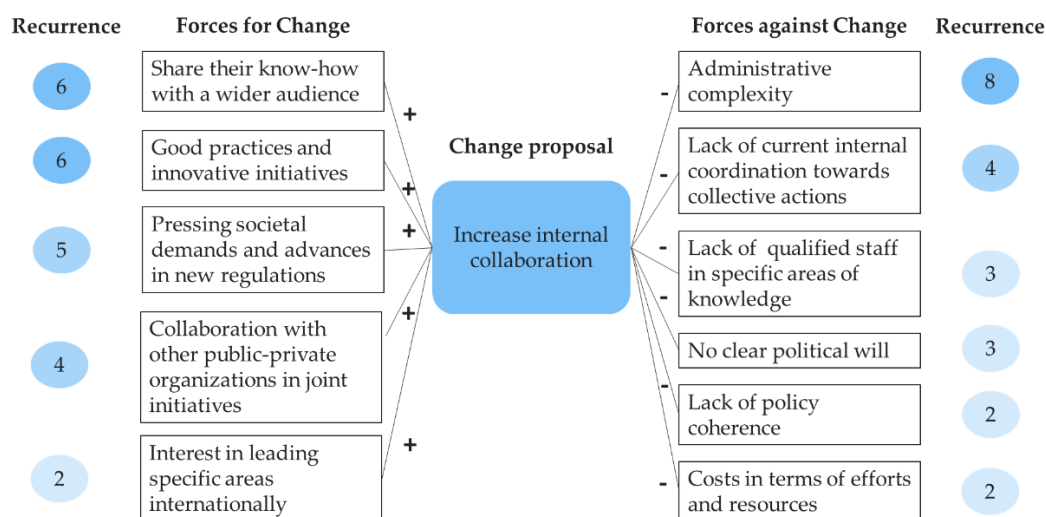 Recurrence
Forces for Change
Forces against Change
Recurrence
6
Share their know-how
with a wider audience
+
6
Good practices and
innovative initiatives
+
5
Pressing societal
demands and advances
in new regulations
+
4
Collaboration with
other public-private
organizations in joint
initiatives
+
2
Interest in leading
specific areas
internationally
+
Change proposal
Increase internal
collaboration
-
Administrative
complexity
8
-
Lack of current internal
coordination towards
collective actions
4
-
Lack of qualified staff
in specific areas of
knowledge
3
-
No clear political will
3
-
Lack of policy
coherence
2
-
Costs in terms of efforts
and resources
2